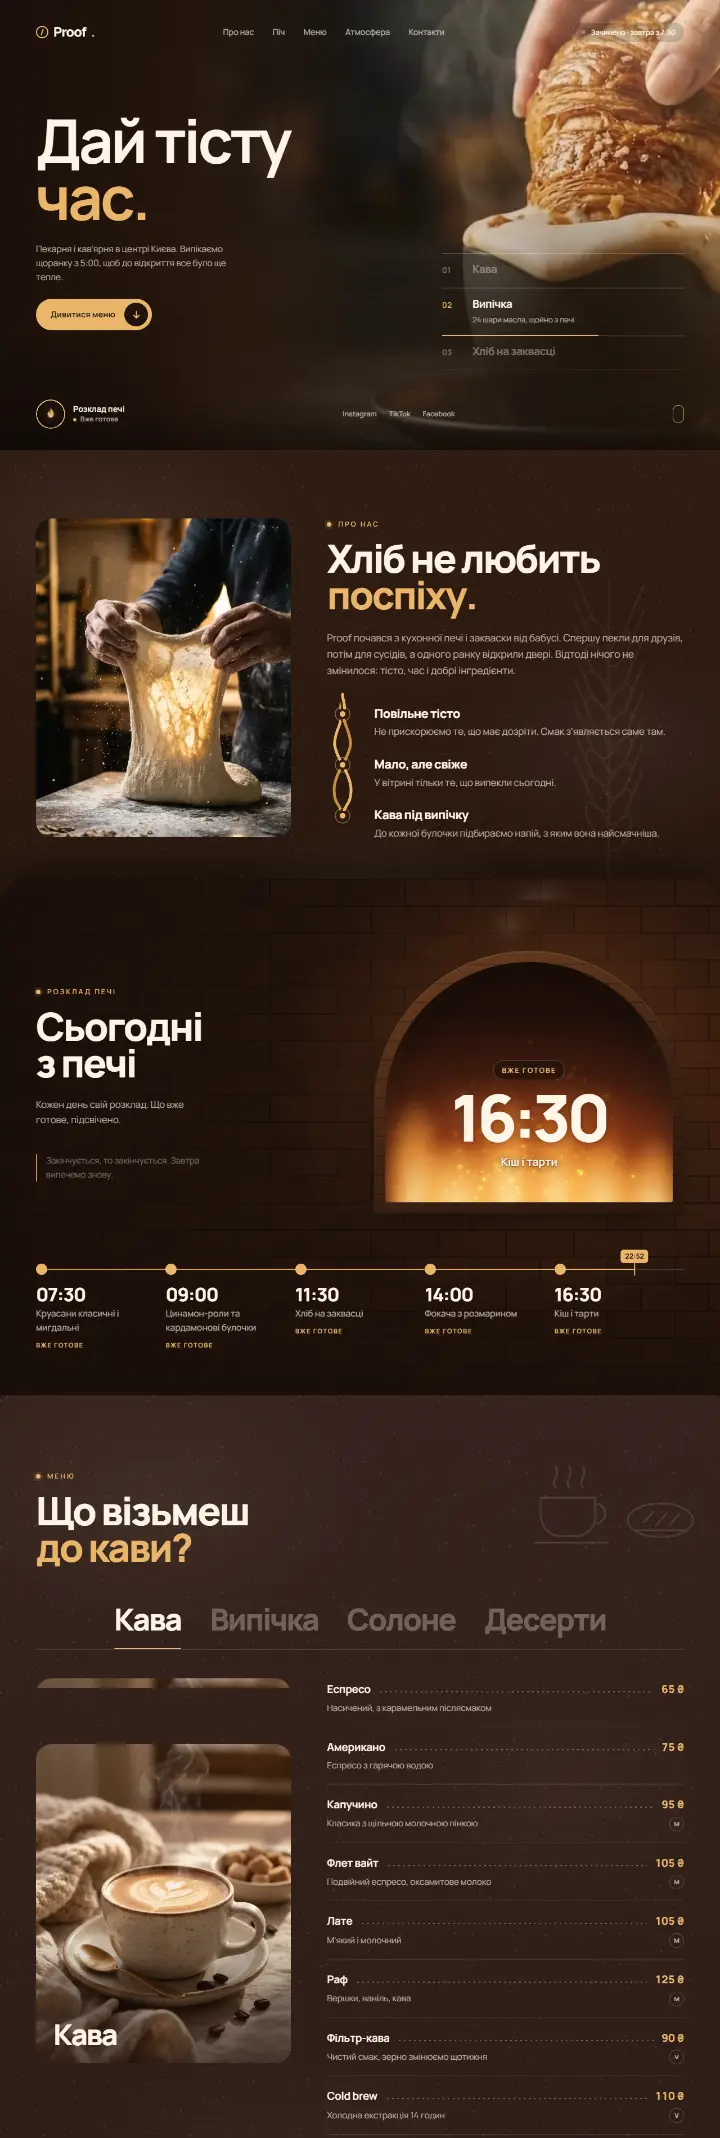 Proof .
Про нас
Піч
Меню
Атмосфера
Контакти
Зачинено · завтра з 7:30
Дай тісту
час.
Пекарня і кав'ярня в центрі Києва. Випікаємо
щоранку з 5:00, щоб до відкриття все було ще
тепле.
Дивитися меню
01 Кава
02 Випічка
24 шари масла, щойно з печі
03 Хліб на заквасці
Розклад печі
Вже готове
Instagram TikTok Facebook
ПРО НАС
Хліб не любить
поспіху.
Proof почався з кухонної печі і закваски від бабусі. Спершу пекли для друзів,
потім для сусідів, а одного ранку відкрили двері. Відтоді нічого не
змінилося: тісто, час і добрі інгредієнти.
Повільне тісто
Не прискорюємо те, що має дозріти. Смак з'являється саме там.
Мало, але свіже
У вітрині тільки те, що випекли сьогодні.
Кава під випічку
До кожної булочки підбираємо напій, з яким вона найсмачніша.
РОЗКЛАД ПЕЧІ
Сьогодні
з печі
Кожен день свій розклад. Що вже
готове, підсвічено.
Закінчується, то закінчується. Завтра
випечемо знову.
ВЖЕ ГОТОВЕ
16:30
Кіш і тарти
22:52
07:30
Круасани класичні і
мигдальні
ВЖЕ ГОТОВЕ
09:00
Цинамон-роли та
кардамонові булочки
ВЖЕ ГОТОВЕ
11:30
Хліб на заквасці
ВЖЕ ГОТОВЕ
14:00
Фокача з розмарином
ВЖЕ ГОТОВЕ
16:30
Кіш і тарти
ВЖЕ ГОТОВЕ
МЕНЮ
Що візьмеш
до кави?
Кава Випічка Солоне Десерти
Кава
Еспресо 65 ₴
Насичений, з карамельним післясмаком
Американо 75 ₴
Еспресо з гарячою водою
Капучино 95 ₴
Класика з щільною молочною пінкою M
Флет вайт 105 ₴
Подвійний еспресо, оксамитове молоко M
Лате 105 ₴
М'який і молочний M
Раф 125 ₴
Вершки, ваніль, кава M
Фільтр-кава 90 ₴
Чистий смак, зерно змінюємо щотижня V
Cold brew 110 ₴
Холодна екстракція 14 годин V